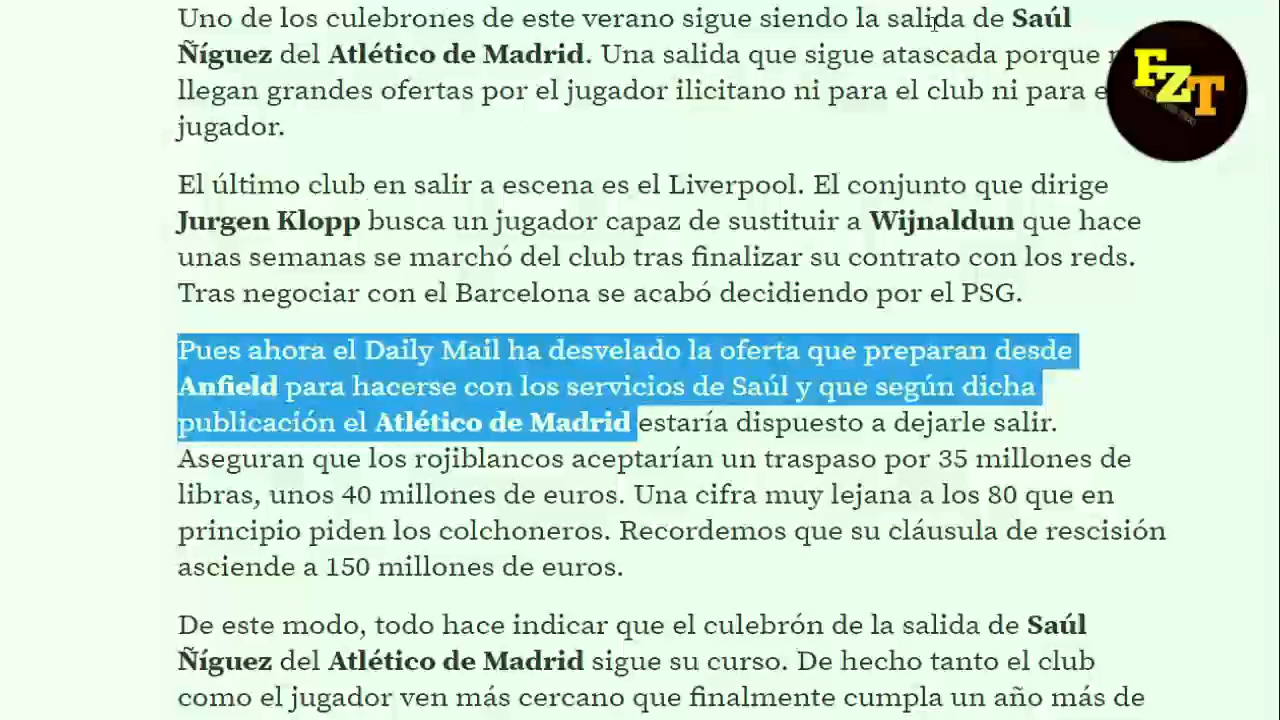 Uno de los culebrones de este verano sigue siendo la salida de Saúl
Ñíguez del Atlético de Madrid. Una salida que sigue atascada porque
llegan grandes ofertas por el jugador ilicitano ni para el club ni para
jugador.
El último club en salir a escena es el Liverpool. El conjunto que dirige
Jurgen Klopp busca un jugador capaz de sustituir a Wijnaldun que hace
unas semanas se marchó del club tras finalizar su contrato con los reds.
Tras negociar con el Barcelona se acabó decidiendo por el PSG.
Pues ahora el Daily Mail ha desvelado la oferta que preparan desde
Anfield para hacerse con los servicios de Saúl y que según dicha
publicación el Atlético de Madrid estaría dispuesto a dejarle salir.
Aseguran que los rojiblancos aceptarían un traspaso por 35 millones de
libras, unos 40 millones de euros. Una cifra muy lejana a los 80 que en
principio piden los colchoneros. Recordemos que su cláusula de rescisión
asciende a 150 millones de euros.
De este modo, todo hace indicar que el culebrón de la salida de Saúl
Ñíguez del Atlético de Madrid sigue su curso. De hecho tanto el club
como el jugador ven más cercano que finalmente cumpla un año más de
FZT